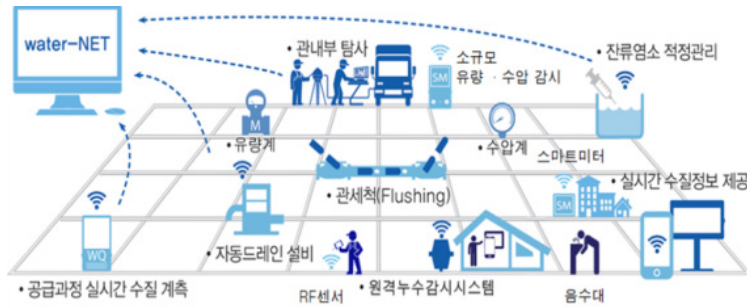 water-NET
• 관내부 탐사
소규모
유량 · 수압 감시
SM
• 잔류염소 적정관리
M
• 유량계
• 수압계
스마트미터
• 관세척(Flushing)
SM
• 실시간 수질정보 제공
WQ
• 자동드레인 설비
• 공급과정 실시간 수질 계측
RF센서
• 원격누수감시시스템
음수대